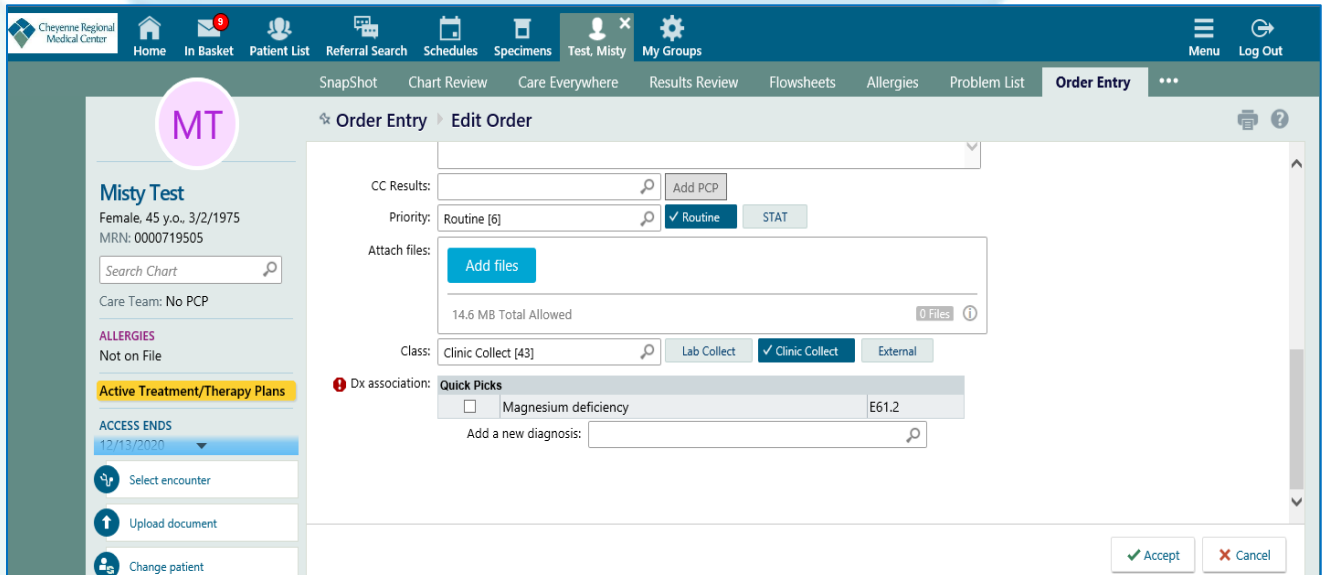 Cheyenne Regional
Medical Center
9
Home In Basket Patient List Referral Search Schedules Specimens Test, Misty My Groups Menu Log Out
SnapShot Chart Review Care Everywhere Results Review Flowsheets Allergies Problem List Order Entry
MT
Order Entry Edit Order
Misty Test
Female, 45 y.o., 3/2/1975
MRN: 0000719505
Search Chart
Care Team: No PCP
ALLERGIES
Not on File
Active Treatment/Therapy Plans
ACCESS ENDS
12/13/2020
Select encounter
Upload document
Change patient
CC Results: Add PCP
Priority: Routine [6] Routine STAT
Attach files: Add files
14.6 MB Total Allowed 0 Files
Class: Clinic Collect [43] Lab Collect Clinic Collect External
Dx association: Quick Picks
Magnesium deficiency E61.2
Add a new diagnosis:
Accept Cancel